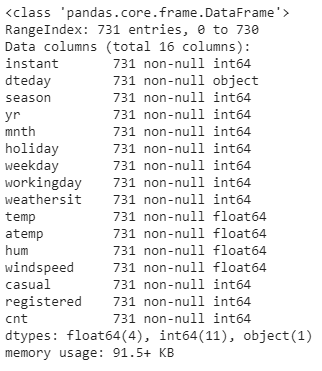 <class 'pandas.core.frame.DataFrame'>
RangeIndex: 731 entries, 0 to 730
Data columns (total 16 columns):
instant       731 non-null int64
dteday        731 non-null object
season        731 non-null int64
yr            731 non-null int64
mnth          731 non-null int64
holiday       731 non-null int64
weekday       731 non-null int64
workingday    731 non-null int64
weathersit    731 non-null int64
temp          731 non-null float64
atemp         731 non-null float64
hum           731 non-null float64
windspeed     731 non-null float64
casual        731 non-null int64
registered    731 non-null int64
cnt           731 non-null int64
dtypes: float64(4), int64(11), object(1)
memory usage: 91.5+ KB